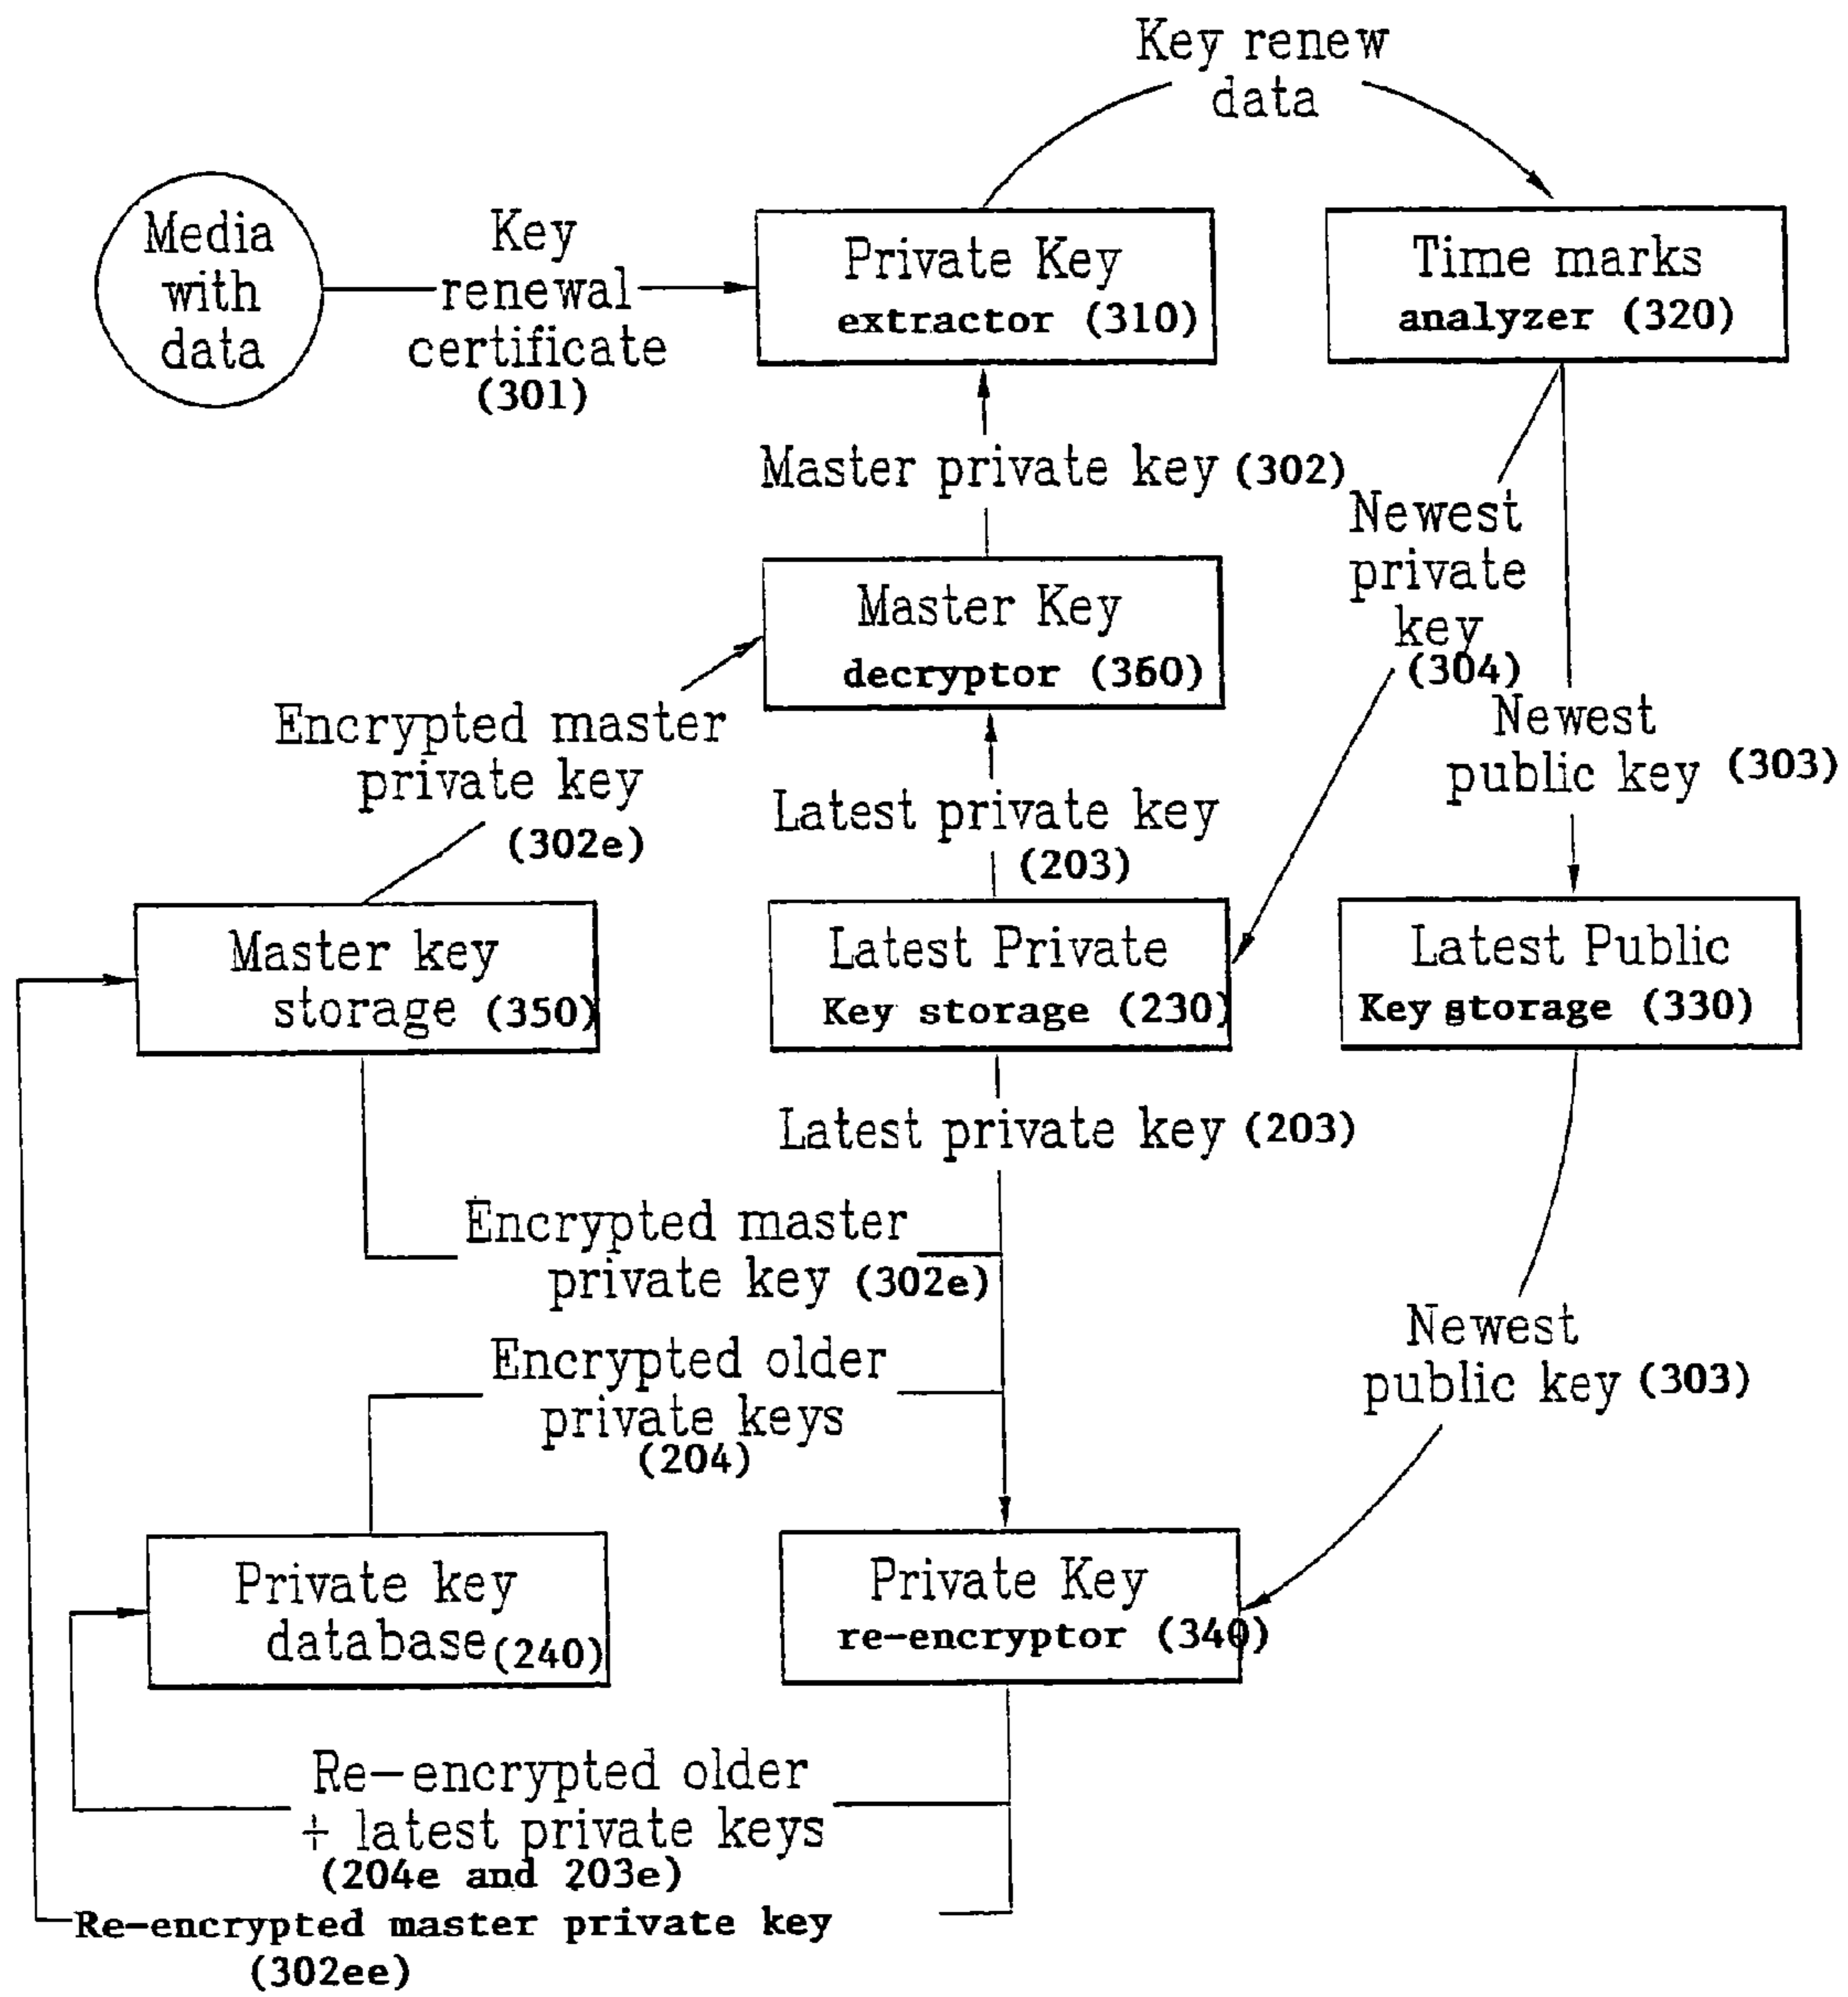 Key renew
data
Media
with
data
Key
renewal
certificate
(301)
Private Key
extractor (310)
Time marks
analyzer (320)
Master private key (302)
Newest
private
key
(304)
Master Key
decryptor (360)
Newest
public key (303)
Encrypted master
private key
(302e)
Latest private key
(203)
Master key
storage (350)
Latest Private
Key storage (230)
Latest Public
Key storage (330)
Latest private key (203)
Encrypted master
private key (302e)
Encrypted older
private keys
(204)
Newest
public key (303)
Private key
database (240)
Private Key
re-encryptor (340)
Re-encrypted older
+ latest private keys
(204e and 203e)
Re-encrypted master private key
(302ee)